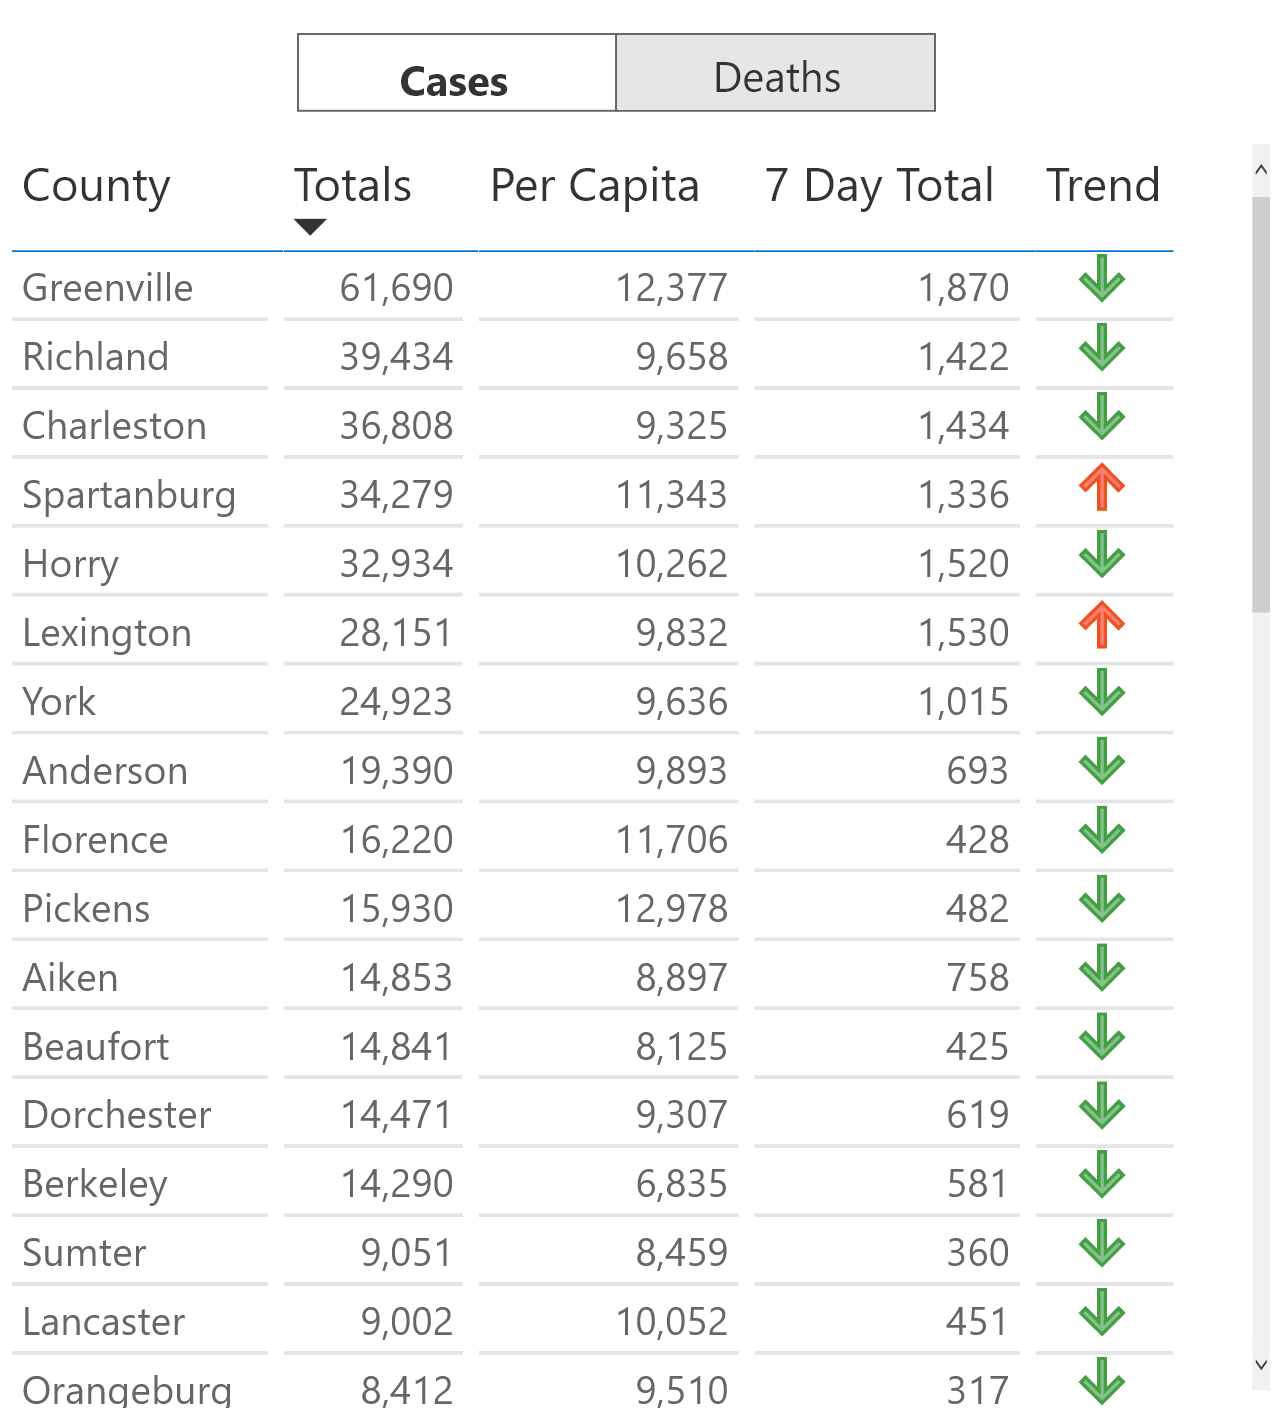 Cases Deaths
County Totals Per Capita 7 Day Total Trend
Greenville 61,690 12,377 1,870
Richland 39,434 9,658 1,422
Charleston 36,808 9,325 1,434
Spartanburg 34,279 11,343 1,336
Horry 32,934 10,262 1,520
Lexington 28,151 9,832 1,530
York 24,923 9,636 1,015
Anderson 19,390 9,893 693
Florence 16,220 11,706 428
Pickens 15,930 12,978 482
Aiken 14,853 8,897 758
Beaufort 14,841 8,125 425
Dorchester 14,471 9,307 619
Berkeley 14,290 6,835 581
Sumter 9,051 8,459 360
Lancaster 9,002 10,052 451
Orangeburg 8,412 9,510 317